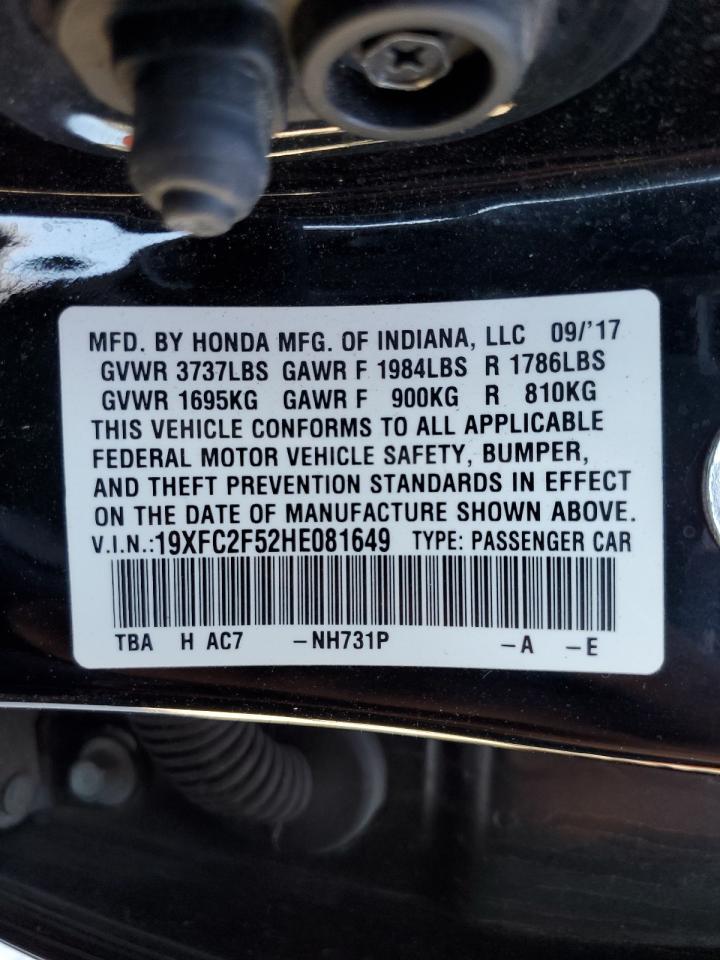 MFD. BY HONDA MFG. OF INDIANA, LLC 09/'17
GVWR 3737LBS GAWR F 1984LBS R 1786LBS
GVWR 1695KG GAWR F 900KG R 810KG
THIS VEHICLE CONFORMS TO ALL APPLICABLE
FEDERAL MOTOR VEHICLE SAFETY, BUMPER,
AND THEFT PREVENTION STANDARDS IN EFFECT
ON THE DATE OF MANUFACTURE SHOWN ABOVE.
V.I.N.:19XFC2F52HE081649 TYPE: PASSENGER CAR
TBA H AC7 –NH731P –A –E